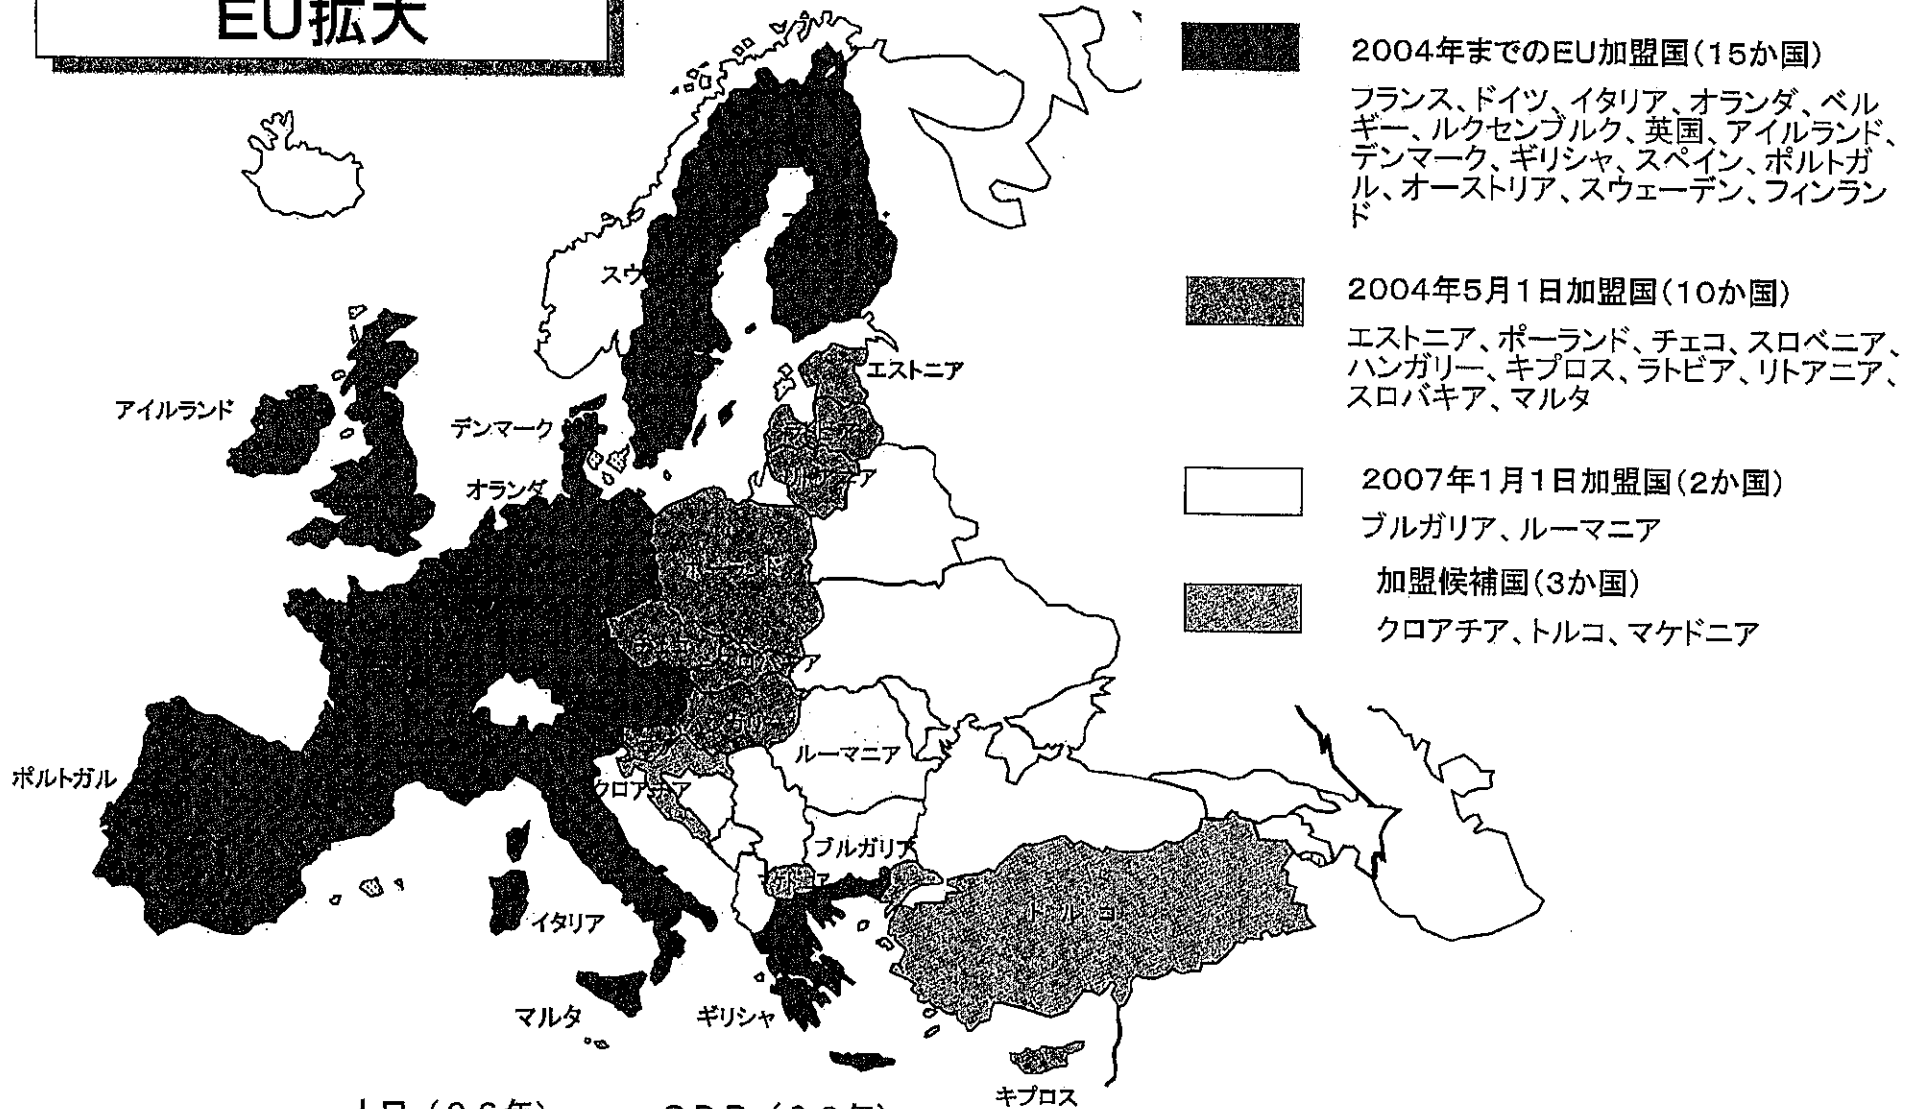 EU拡大
2004年までのEU加盟国(15か国)
フランス、ドイツ、イタリア、オランダ、ベル
ギー、ルクセンブルク、英国、アイルランド、
デンマーク、ギリシャ、スペイン、ポルトガ
ル、オーストリア、スウェーデン、フィンラン
ド
2004年5月1日加盟国(10か国)
エストニア、ポーランド、チェコ、スロベニア、
ハンガリー、キプロス、ラトビア、リトアニア、
スロバキア、マルタ
2007年1月1日加盟国(2か国)
ブルガリア、ルーマニア
加盟候補国(3か国)
クロアチア、トルコ、マケドニア
エストニア
アイルランド
デンマーク
オランダ
ルーマニア
ポルトガル
クロアチア
ブルガリア
マケドニア
トルコ
イタリア
マルタ
ギリシャ
キプロス